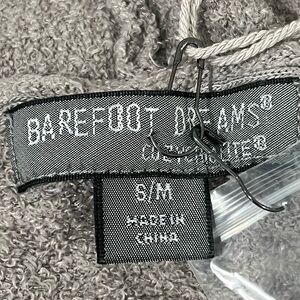 BAREFOOT DREAMS®
COZYCHIC LITE®
S/M
MADE IN
CHINA